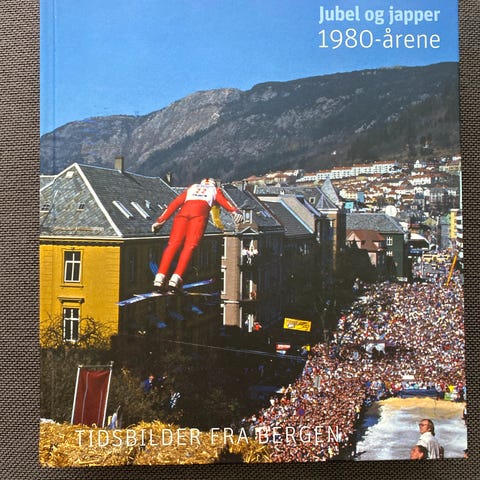 Jubel og japper
1980-årene
TIDSBILDER FRA BERGEN